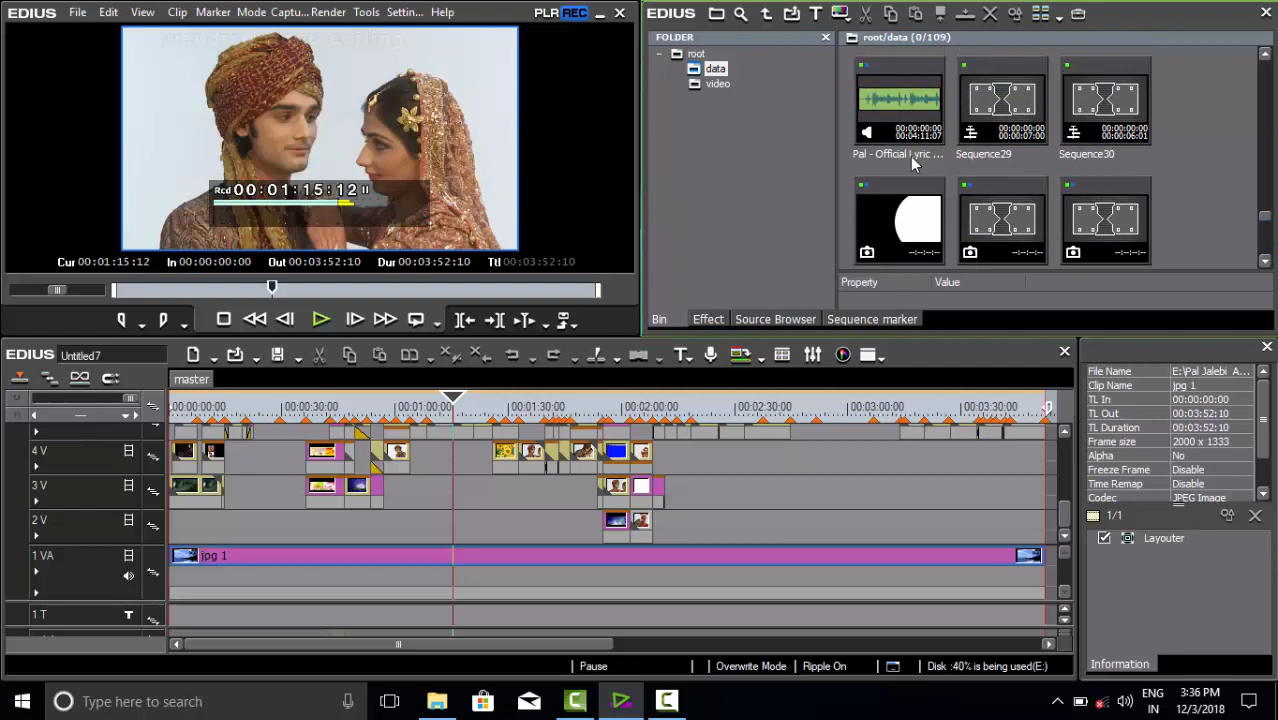 File Edit View Clip Marker Mode Captu... Render Tools Settin... Help PLR REC
Rcd 00:01:15:12
Cur 00:01:15:12 In 00:00:00:00 Out 00:03:52:10 Dur 00:03:52:10 Ttl 00:03:52:10
EDIUS
FOLDER
root
data
video
root/data (0/109)
00:00:00:00
00:04:11:07
00:00:00:00
00:00:07:00
00:00:00:00
00:00:06:01
Pal - Official Lyric ... Sequence29 Sequence30
--:--:--:-- --:--:--:-- --:--:--:--
Property Value
Bin Effect Source Browser Sequence marker
EDIUS Untitled7
master
00:00:00:00 00:00:30:00 00:01:00:00 00:01:30:00 00:02:00:00 00:02:30:00 00:03:00:00 00:03:30:00
4 V
3 V
2 V
1 VA jpg 1
1 T T
Pause Overwrite Mode Ripple On Disk :40% is being used(E:)
File Name E:\Pal Jalebi A...
Clip Name jpg 1
TL In 00:00:00:00
TL Out 00:03:52:10
TL Duration 00:03:52:10
Frame size 2000 x 1333
Alpha No
Freeze Frame Disable
Time Remap Disable
Codec JPEG Image
1/1
Layouter
Information
Type here to search
ENG
IN
3:36 PM
12/3/2018